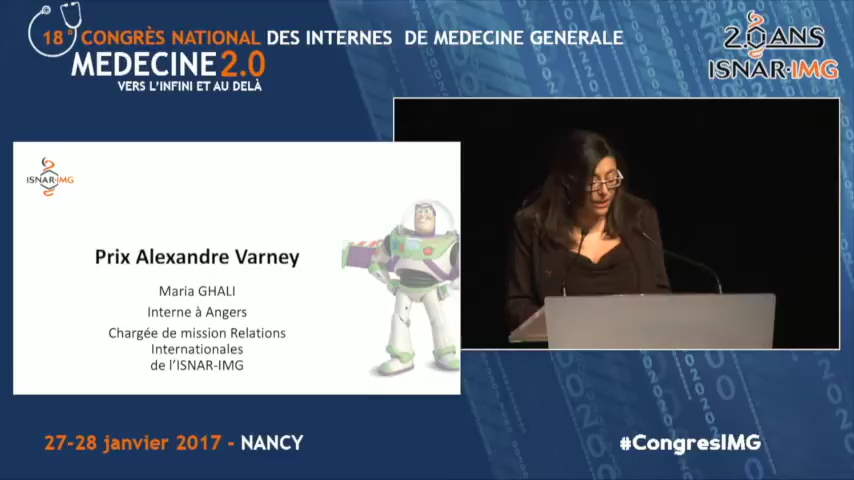 18e CONGRÈS NATIONAL DES INTERNES DE MEDECINE GENERALE
MEDECINE 2.0
VERS L'INFINI ET AU DELÀ
20 ANS
ISNAR-IMG
ISNAR-IMG
Prix Alexandre Varney
Maria GHALI
Interne à Angers
Chargée de mission Relations
Internationales
de l'ISNAR-IMG
27-28 janvier 2017 - NANCY
#CongresIMG